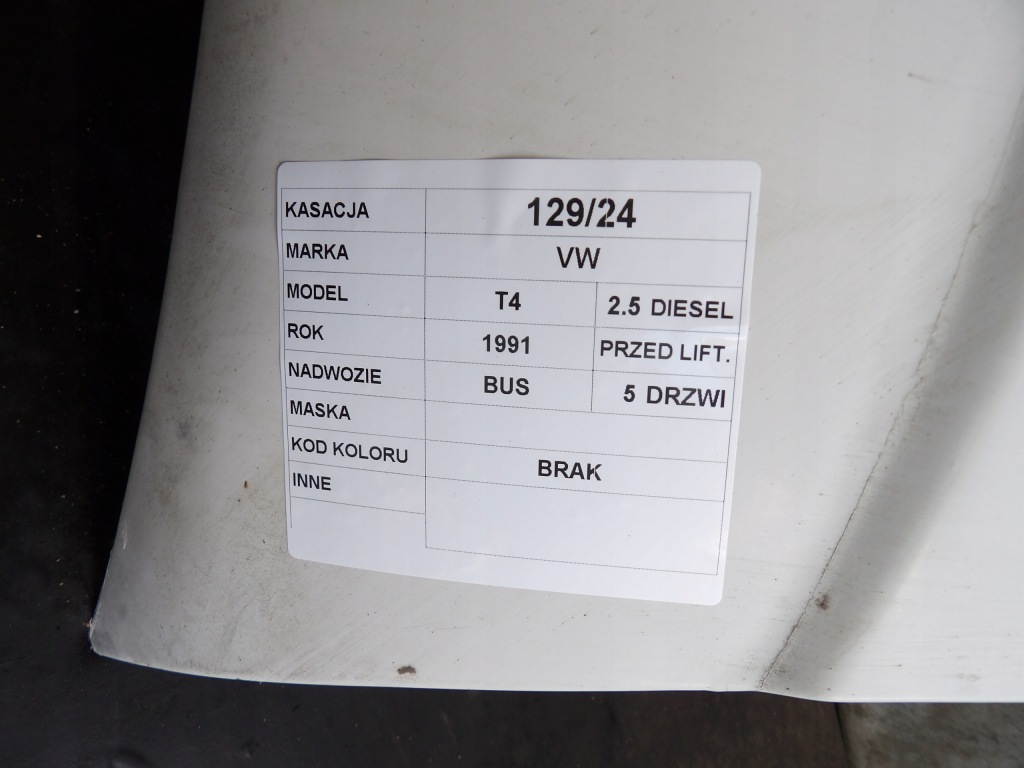 KASACJA 129/24
MARKA VW
MODEL T4 2.5 DIESEL
ROK 1991 PRZED LIFT.
NADWOZIE BUS 5 DRZWI
MASKA
KOD KOLORU BRAK
INNE